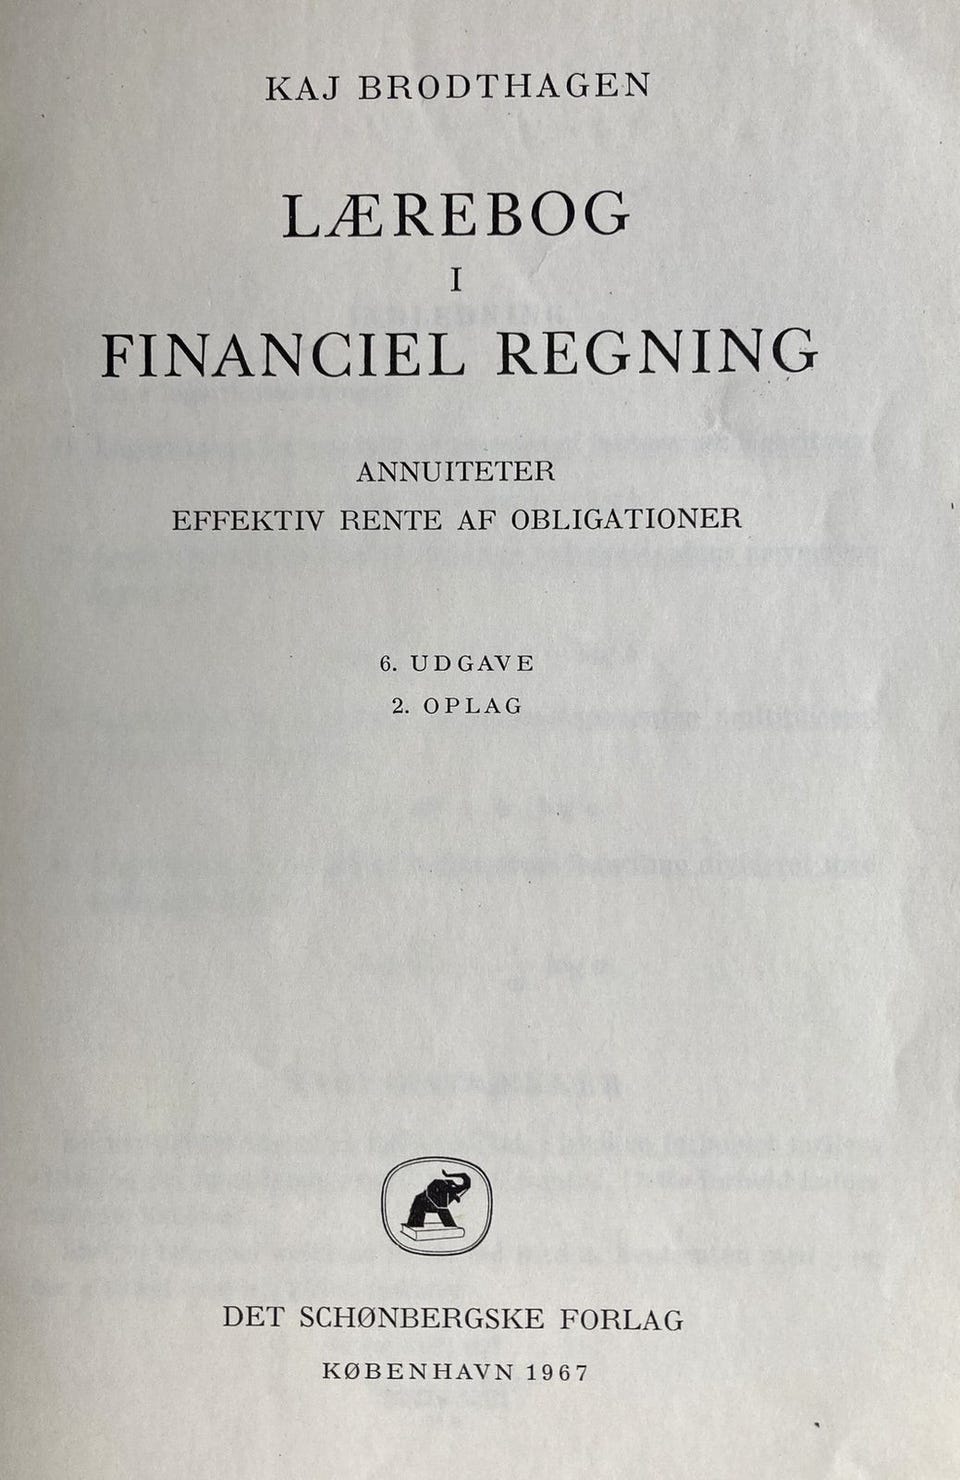 KAJ BRODTHAGEN
LÆREBOG
I
FINANCIEL REGNING
ANNUITETER
EFFEKTIV RENTE AF OBLIGATIONER
6. UDGAVE
2. OPLAG
DET SCHØNBERGSKE FORLAG
KØBENHAVN 1967